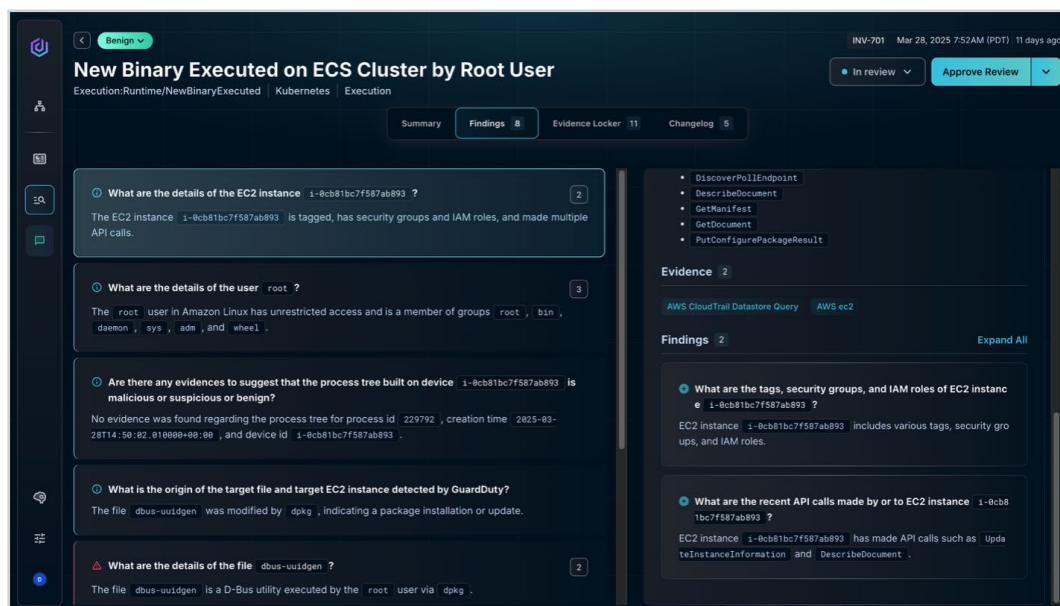 Benign
INV-701 Mar 28, 2025 7:52AM (PDT) 11 days ago
New Binary Executed on ECS Cluster by Root User
Execution:Runtime/NewBinaryExecuted Kubernetes Execution
In review
Approve Review
Summary Findings 8 Evidence Locker 11 Changelog 5
What are the details of the EC2 instance i-0cb81bc7f587ab893 ? 2
The EC2 instance i-0cb81bc7f587ab893 is tagged, has security groups and IAM roles, and made multiple
API calls.
What are the details of the user root ? 3
The root user in Amazon Linux has unrestricted access and is a member of groups root , bin ,
daemon , sys , adm , and wheel .
Are there any evidences to suggest that the process tree built on device i-0cb81bc7f587ab893 is
malicious or suspicious or benign?
No evidence was found regarding the process tree for process id 229792 , creation time 2025-03-
28T14:50:02.010000+00:00 , and device id i-0cb81bc7f587ab893 .
What is the origin of the target file and target EC2 instance detected by GuardDuty?
The file dbus-uuidgen was modified by dpkg , indicating a package installation or update.
What are the details of the file dbus-uuidgen ? 2
The file dbus-uuidgen is a D-Bus utility executed by the root user via dpkg .
DiscoverPollEndpoint
DescribeDocument
GetManifest
GetDocument
PutConfigurePackageResult
Evidence 2
AWS CloudTrail Datastore Query AWS ec2
Findings 2 Expand All
What are the tags, security groups, and IAM roles of EC2 instanc
e i-0cb81bc7f587ab893 ?
EC2 instance i-0cb81bc7f587ab893 includes various tags, security gro
ups, and IAM roles.
What are the recent API calls made by or to EC2 instance i-0cb8
1bc7f587ab893 ?
EC2 instance i-0cb81bc7f587ab893 has made API calls such as Upda
teInstanceInformation and DescribeDocument .
D